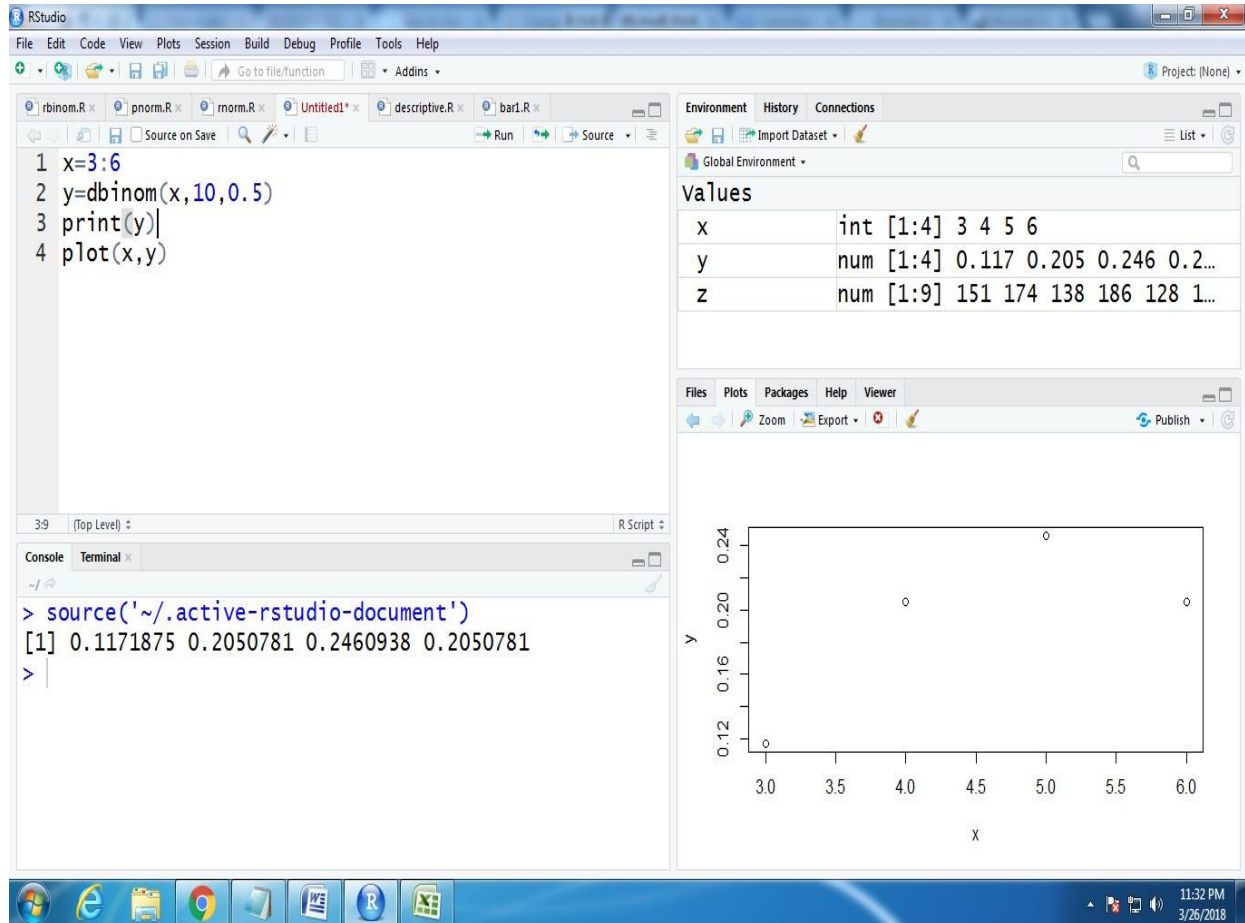 RStudio
File Edit Code View Plots Session Build Debug Profile Tools Help
Go to file/function Addins Project: (None)
rbinom.R pnorm.R rnorm.R Untitled1* descriptive.R bar1.R
Source on Save Run Source
1 x=3:6
2 y=dbinom(x,10,0.5)
3 print(y)
4 plot(x,y)
3:9 (Top Level) R Script
Console Terminal
~/
> source('~/.active-rstudio-document')
[1] 0.1171875 0.2050781 0.2460938 0.2050781
>
Environment History Connections
Import Dataset List
Global Environment
Values
x int [1:4] 3 4 5 6
y num [1:4] 0.117 0.205 0.246 0.2…
z num [1:9] 151 174 138 186 128 1…
Files Plots Packages Help Viewer
Zoom Export Publish
0.24
0.20
0.16
0.12
y
3.0 3.5 4.0 4.5 5.0 5.5 6.0
x
11:32 PM
3/26/2018